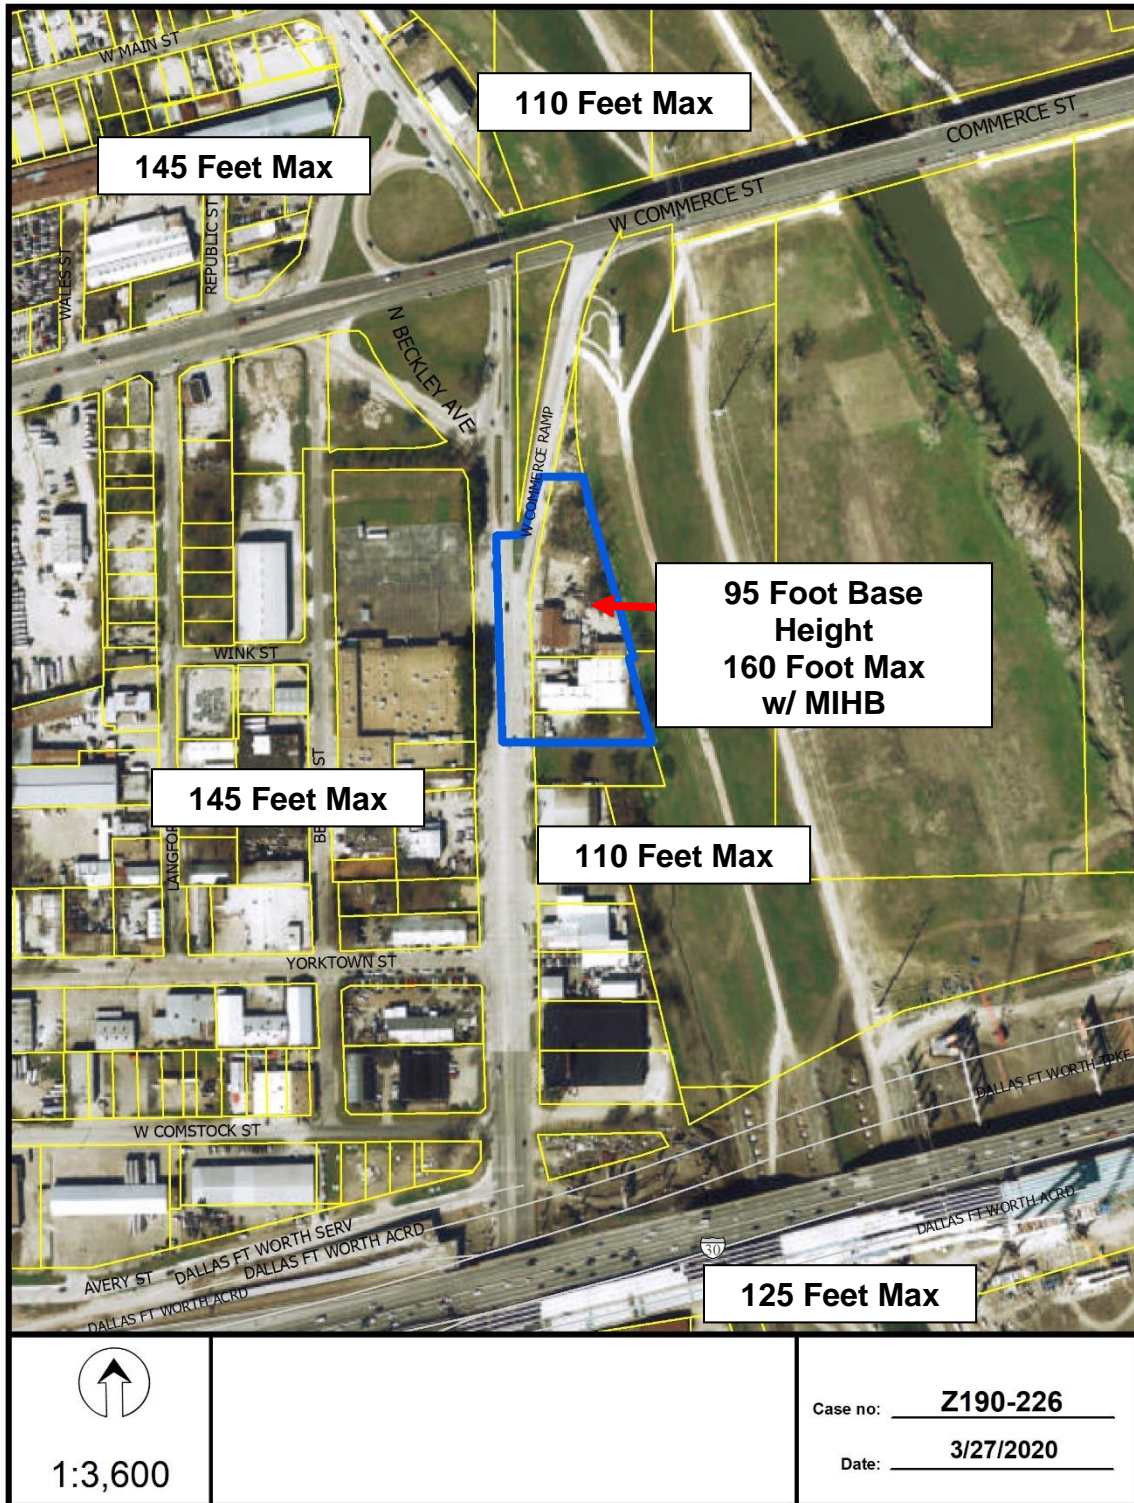 W MAIN ST
110 Feet Max
COMMERCE ST
145 Feet Max
W COMMERCE ST
REPUBLIC ST
WALES ST
N BECKLEY AVE
W COMMERCE RAMP
95 Foot Base
Height
160 Foot Max
w/ MIHB
WINK ST
145 Feet Max
BE
ST
LANGFOR
110 Feet Max
YORKTOWN ST
DALLAS FT WORTH TPKE
W COMSTOCK ST
DALLAS FT WORTH ACRD
DALLAS FT WORTH SERV
DALLAS FT WORTH ACRD
30
AVERY ST
DALLAS FT WORTH ACRD
125 Feet Max
1:3,600
Case no: Z190-226
Date: 3/27/2020